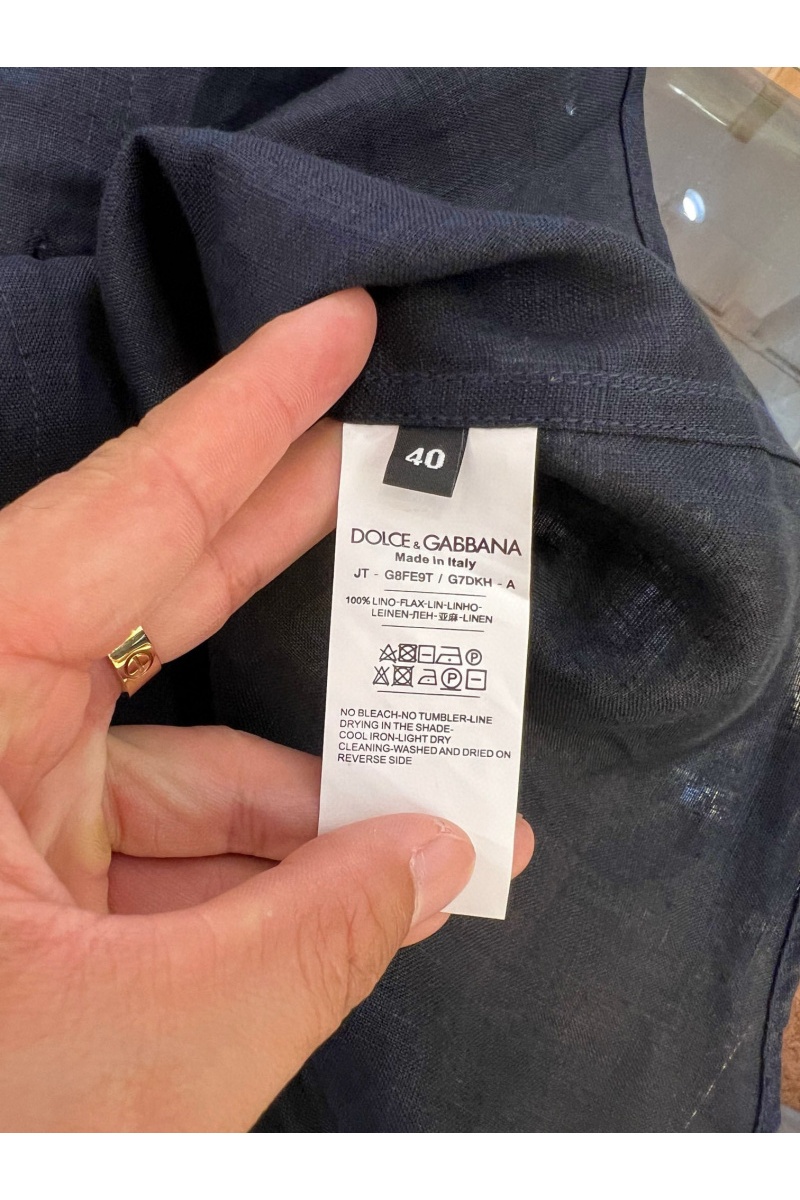 40
DOLCE & GABBANA
Made in Italy
JT - G8FE9T / G7DKH - A
100% LINO-FLAX-LIN-LINHO-
LEINEN-ЛЕН-亚麻-LINEN
NO BLEACH-NO TUMBLER-LINE
DRYING IN THE SHADE-
COOL IRON-LIGHT DRY
CLEANING-WASHED AND DRIED ON
REVERSE SIDE